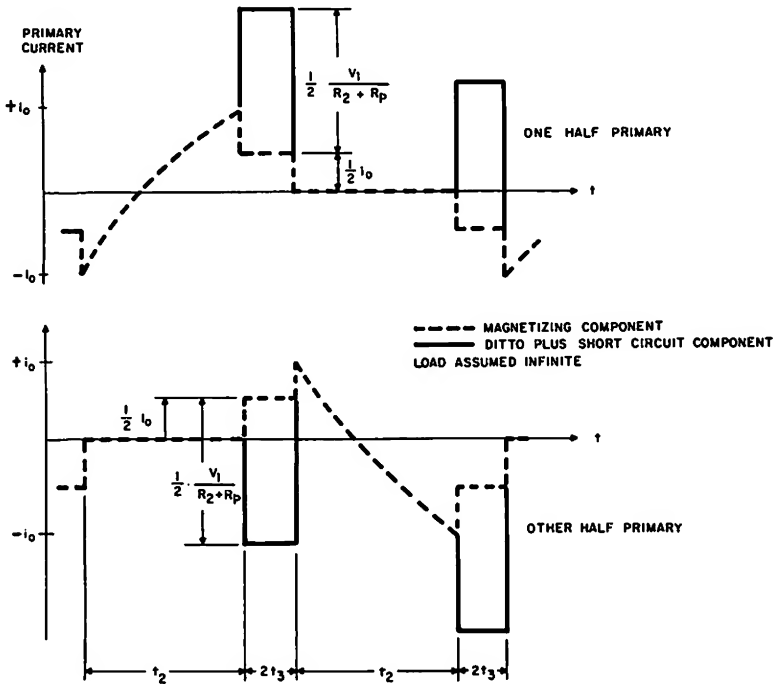 PRIMARY
CURRENT
+i₀
1/2 V₁/(R₂ + Rₚ)
ONE HALF PRIMARY
1/2 i₀
t
-i₀
MAGNETIZING COMPONENT
DITTO PLUS SHORT CIRCUIT COMPONENT
LOAD ASSUMED INFINITE
+i₀
1/2 i₀
t
1/2 · V₁/(R₂+Rₚ)
-i₀
OTHER HALF PRIMARY
t₂ 2t₃ t₂ 2t₃